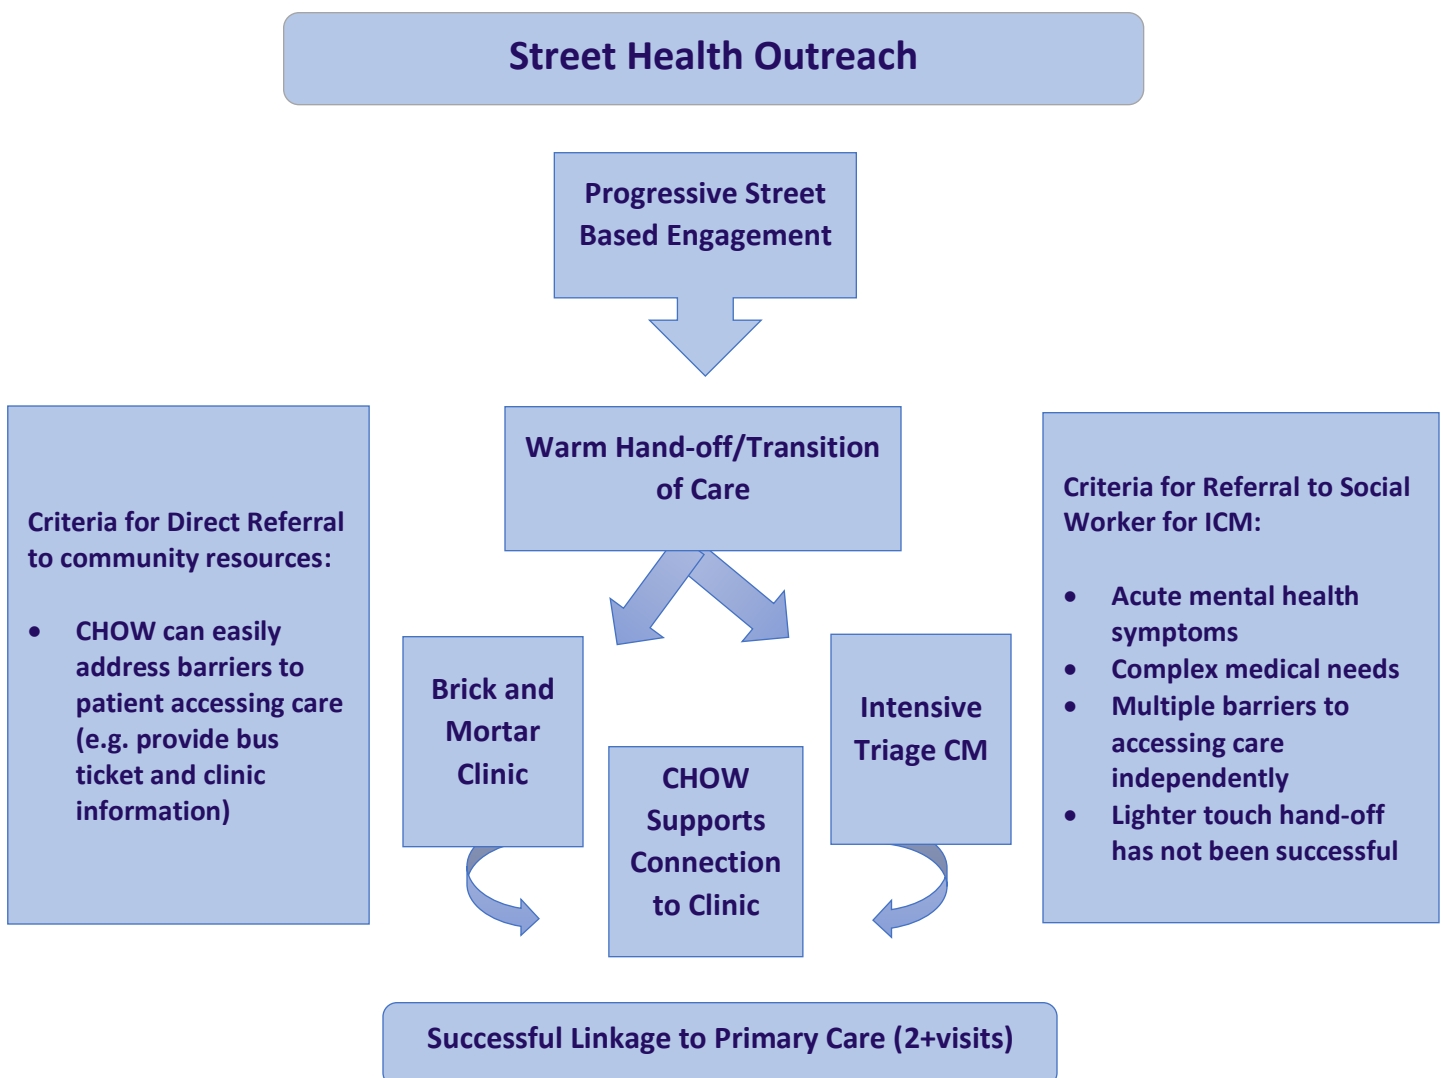 Street Health Outreach
Progressive Street
Based Engagement
Warm Hand-off/Transition
of Care
Criteria for Direct Referral
to community resources:
• CHOW can easily
address barriers to
patient accessing care
(e.g. provide bus
ticket and clinic
information)
Brick and
Mortar
Clinic
CHOW
Supports
Connection
to Clinic
Intensive
Triage CM
Criteria for Referral to Social
Worker for ICM:
• Acute mental health
symptoms
• Complex medical needs
• Multiple barriers to
accessing care
independently
• Lighter touch hand-off
has not been successful
Successful Linkage to Primary Care (2+visits)